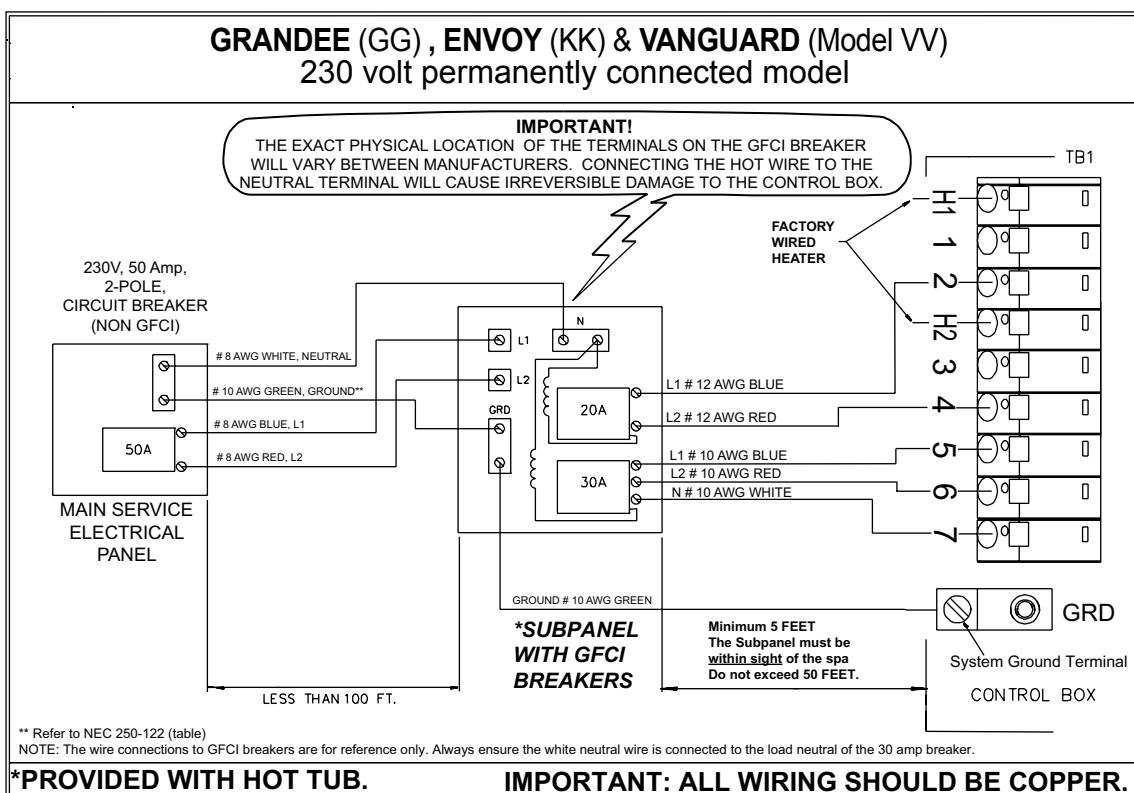 GRANDEE (GG) , ENVOY (KK) & VANGUARD (Model VV)
230 volt permanently connected model
IMPORTANT!
THE EXACT PHYSICAL LOCATION OF THE TERMINALS ON THE GFCI BREAKER
WILL VARY BETWEEN MANUFACTURERS. CONNECTING THE HOT WIRE TO THE
NEUTRAL TERMINAL WILL CAUSE IRREVERSIBLE DAMAGE TO THE CONTROL BOX.
230V, 50 Amp,
2-POLE,
CIRCUIT BREAKER
(NON GFCI)
# 8 AWG WHITE, NEUTRAL
# 10 AWG GREEN, GROUND**
# 8 AWG BLUE, L1
# 8 AWG RED, L2
50A
MAIN SERVICE
ELECTRICAL
PANEL
L1
L2
N
GRD
20A
30A
L1 # 12 AWG BLUE
L2 # 12 AWG RED
L1 # 10 AWG BLUE
L2 # 10 AWG RED
N # 10 AWG WHITE
FACTORY
WIRED
HEATER
TB1
H1
1
2
H2
3
4
5
6
7
GROUND # 10 AWG GREEN
*SUBPANEL
WITH GFCI
BREAKERS
Minimum 5 FEET
The Subpanel must be
within sight of the spa
Do not exceed 50 FEET.
GRD
System Ground Terminal
CONTROL BOX
LESS THAN 100 FT.
** Refer to NEC 250-122 (table)
NOTE: The wire connections to GFCI breakers are for reference only. Always ensure the white neutral wire is connected to the load neutral of the 30 amp breaker.
*PROVIDED WITH HOT TUB.
IMPORTANT: ALL WIRING SHOULD BE COPPER.